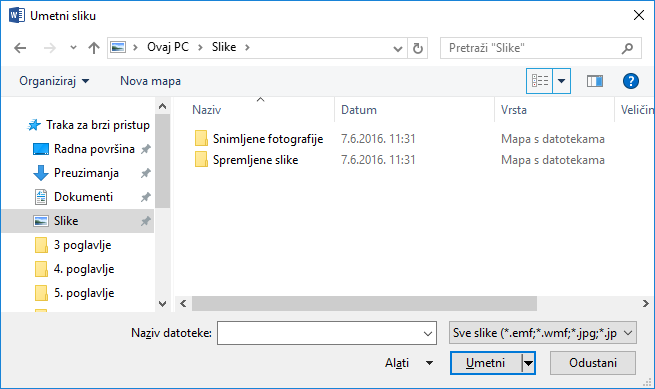 Umetni sliku
Ovaj PC > Slike >
Pretraži "Slike"
Organiziraj
Nova mapa
Naziv Datum Vrsta
Snimljene fotografije 7.6.2016. 11:31 Mapa s datotekama
Spremljene slike 7.6.2016. 11:31 Mapa s datotekama
Traka za brzi pristup
Radna površina
Preuzimanja
Dokumenti
Slike
3 poglavlje
4. poglavlje
5. poglavlje
Naziv datoteke:
Sve slike (*.emf;*.wmf;*.jpg;*.jp
Alati
Umetni
Odustani